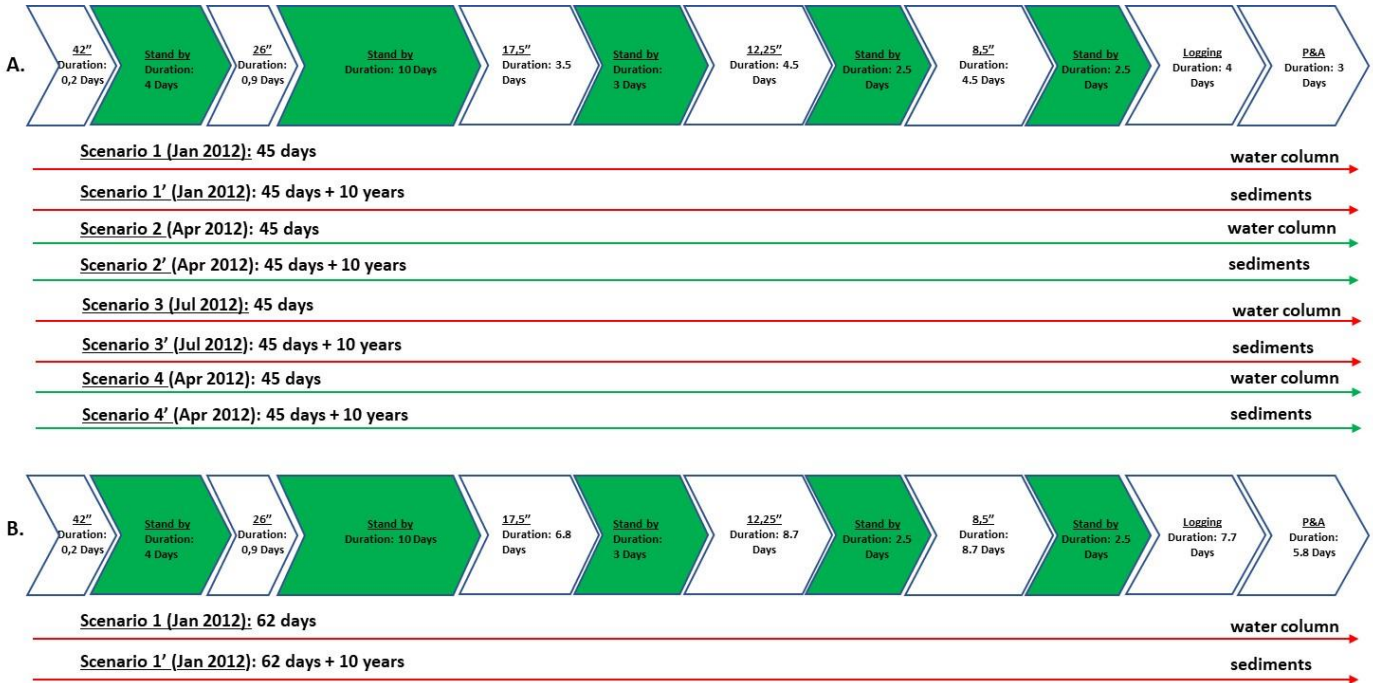 A.
42”
Duration:
0,2 Days
Stand by
Duration:
4 Days
26”
Duration:
0,9 Days
Stand by
Duration: 10 Days
17,5”
Duration: 3.5
Days
Stand by
Duration:
3 Days
12,25”
Duration: 4.5
Days
Stand by
Duration: 2.5
Days
8,5”
Duration:
4.5 Days
Stand by
Duration: 2.5
Days
Logging
Duration: 4
Days
P&A
Duration: 3
Days
Scenario 1 (Jan 2012): 45 days
water column
Scenario 1’ (Jan 2012): 45 days + 10 years
sediments
Scenario 2 (Apr 2012): 45 days
water column
Scenario 2’ (Apr 2012): 45 days + 10 years
sediments
Scenario 3 (Jul 2012): 45 days
water column
Scenario 3’ (Jul 2012): 45 days + 10 years
sediments
Scenario 4 (Apr 2012): 45 days
water column
Scenario 4’ (Apr 2012): 45 days + 10 years
sediments
B.
42”
Duration:
0,2 Days
Stand by
Duration:
4 Days
26”
Duration:
0,9 Days
Stand by
Duration: 10 Days
17,5”
Duration: 6.8
Days
Stand by
Duration:
3 Days
12,25”
Duration: 8.7
Days
Stand by
Duration: 2.5
Days
8,5”
Duration:
8.7 Days
Stand by
Duration: 2.5
Days
Logging
Duration: 7.7
Days
P&A
Duration:
5.8 Days
Scenario 1 (Jan 2012): 62 days
water column
Scenario 1’ (Jan 2012): 62 days + 10 years
sediments